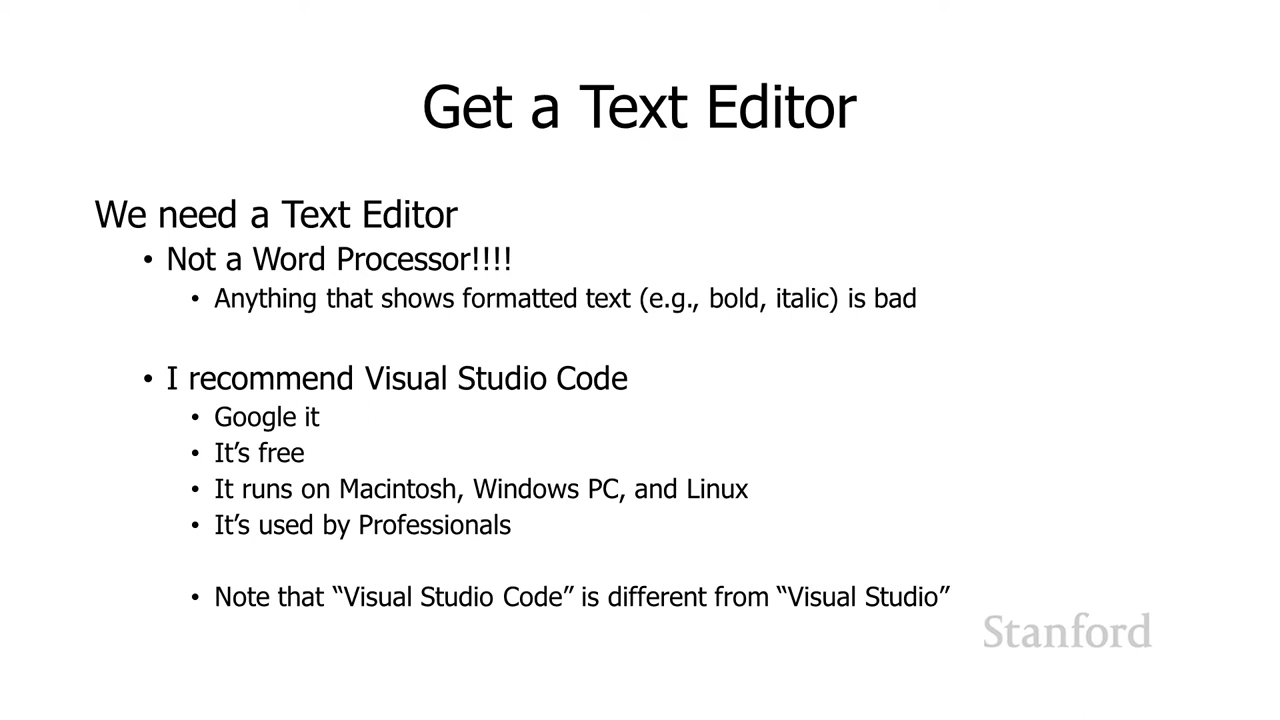 Get a Text Editor
We need a Text Editor
• Not a Word Processor!!!!
• Anything that shows formatted text (e.g., bold, italic) is bad
• I recommend Visual Studio Code
• Google it
• It’s free
• It runs on Macintosh, Windows PC, and Linux
• It’s used by Professionals
• Note that “Visual Studio Code” is different from “Visual Studio”
Stanford